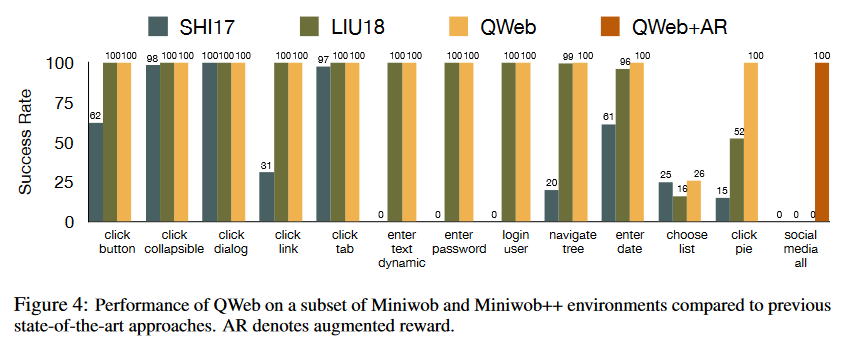 SHI17 LIU18 QWeb QWeb+AR
Success Rate
100
75
50
25
0
62 100 100
98 100 100
100 100 100
31 100 100
97 100 100
0 100 100
0 100 100
0 100 100
20 99 100
61 96 100
25 16 26
15 52 100
0 0 0 100
click
button
click
collapsible
click
dialog
click
link
click
tab
enter
text
dynamic
enter
password
login
user
navigate
tree
enter
date
choose
list
click
pie
social
media
all
Figure 4: Performance of QWeb on a subset of Miniwob and Miniwob++ environments compared to previous
state-of-the-art approaches. AR denotes augmented reward.